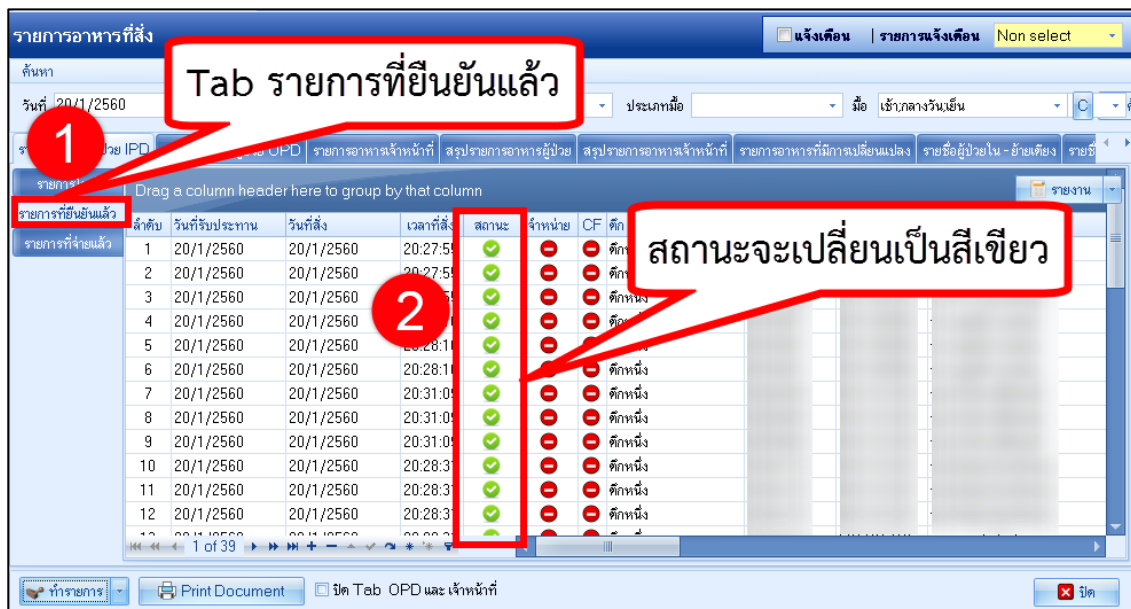 รายการอาหารที่สั่ง
แจ้งเตือน | รายการแจ้งเตือน Non select
ค้นหา
Tab รายการที่ยืนยันแล้ว
วันที่ 20/1/2560 ประเภทมื้อ มื้อ เช้า;กลางวัน;เย็น C
1
IPD OPD รายการอาหารเจ้าหน้าที่ สรุปรายการอาหารผู้ป่วย สรุปรายการอาหารเจ้าหน้าที่ รายการอาหารที่มีการเปลี่ยนแปลง รายชื่อผู้ป่วยใน - ย้ายเตียง
Drag a column header here to group by that column รายงาน
รายการที่ยืนยันแล้ว
รายการที่จ่ายแล้ว
ลำดับ วันที่รับประทาน วันที่สั่ง เวลาที่สั่ง สถานะ จำหน่าย CF ตึก
สถานะจะเปลี่ยนเป็นสีเขียว
1 20/1/2560 20/1/2560 20:27:55
2 20/1/2560 20/1/2560 20:27:55
2
3 20/1/2560 20/1/2560 ตึกหนึ่ง
4 20/1/2560 20/1/2560
5 20/1/2560 20/1/2560 ตึกหนึ่ง
6 20/1/2560 20/1/2560 20:28:1 ตึกหนึ่ง
7 20/1/2560 20/1/2560 20:31:0 ตึกหนึ่ง
8 20/1/2560 20/1/2560 20:31:0 ตึกหนึ่ง
9 20/1/2560 20/1/2560 20:31:0 ตึกหนึ่ง
10 20/1/2560 20/1/2560 20:28:3 ตึกหนึ่ง
11 20/1/2560 20/1/2560 20:28:3 ตึกหนึ่ง
12 20/1/2560 20/1/2560 20:28:3 ตึกหนึ่ง
1 of 39
ทำรายการ Print Document ปิด Tab OPD และ เจ้าหน้าที่ ปิด